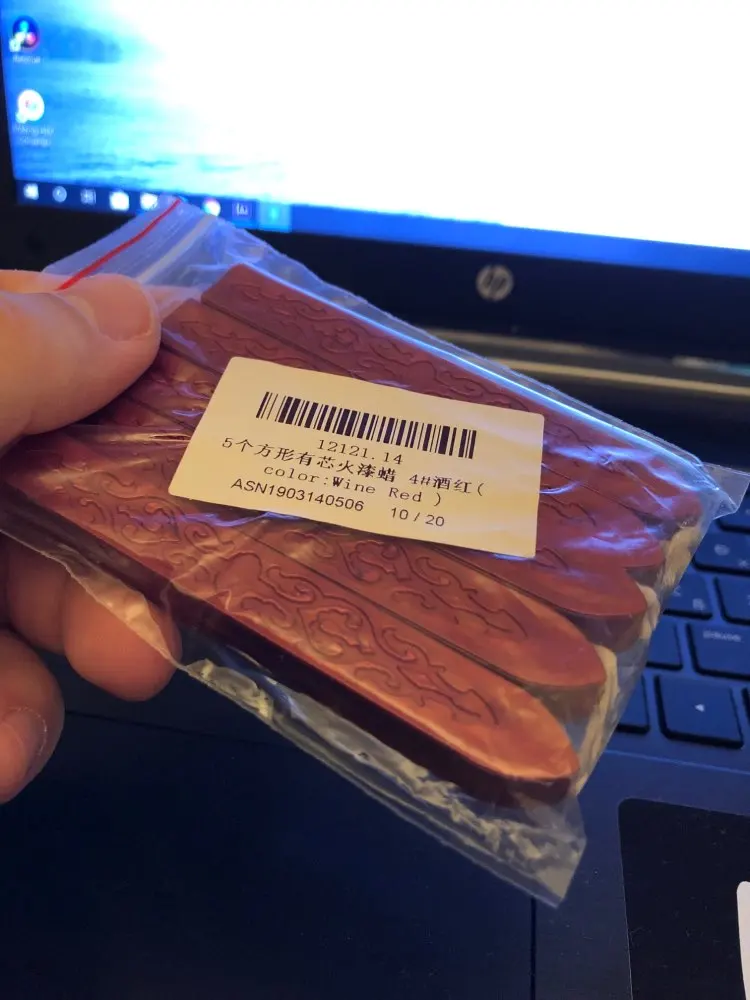 hp
12121.14
5个方形有芯火漆蜡 4#酒红(
color:Wine Red )
ASN1903140506 10/20